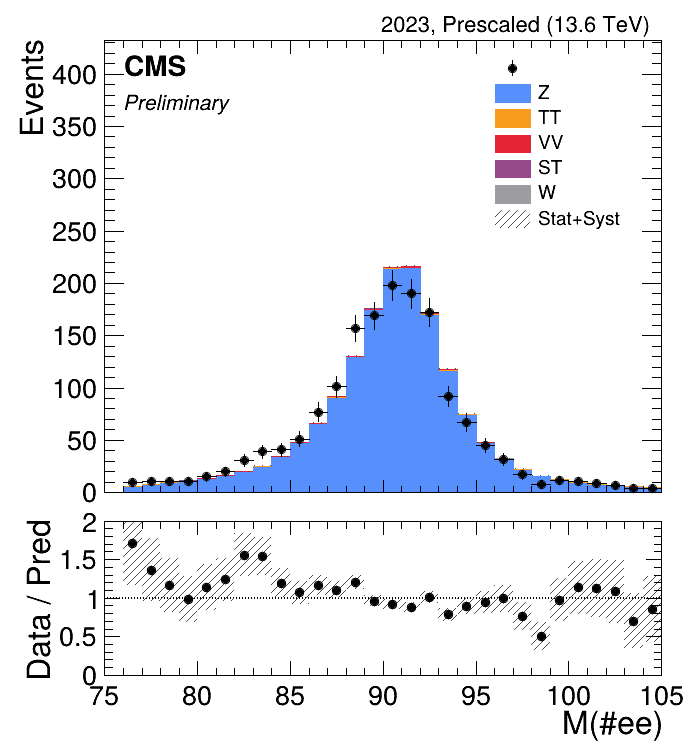 2023, Prescaled (13.6 TeV)
CMS
Preliminary
Events
400
350
300
250
200
150
100
50
0
Z
TT
VV
ST
W
Stat+Syst
Data / Pred
2
1.5
1
0.5
0
75 80 85 90 95 100 105
M(#ee)